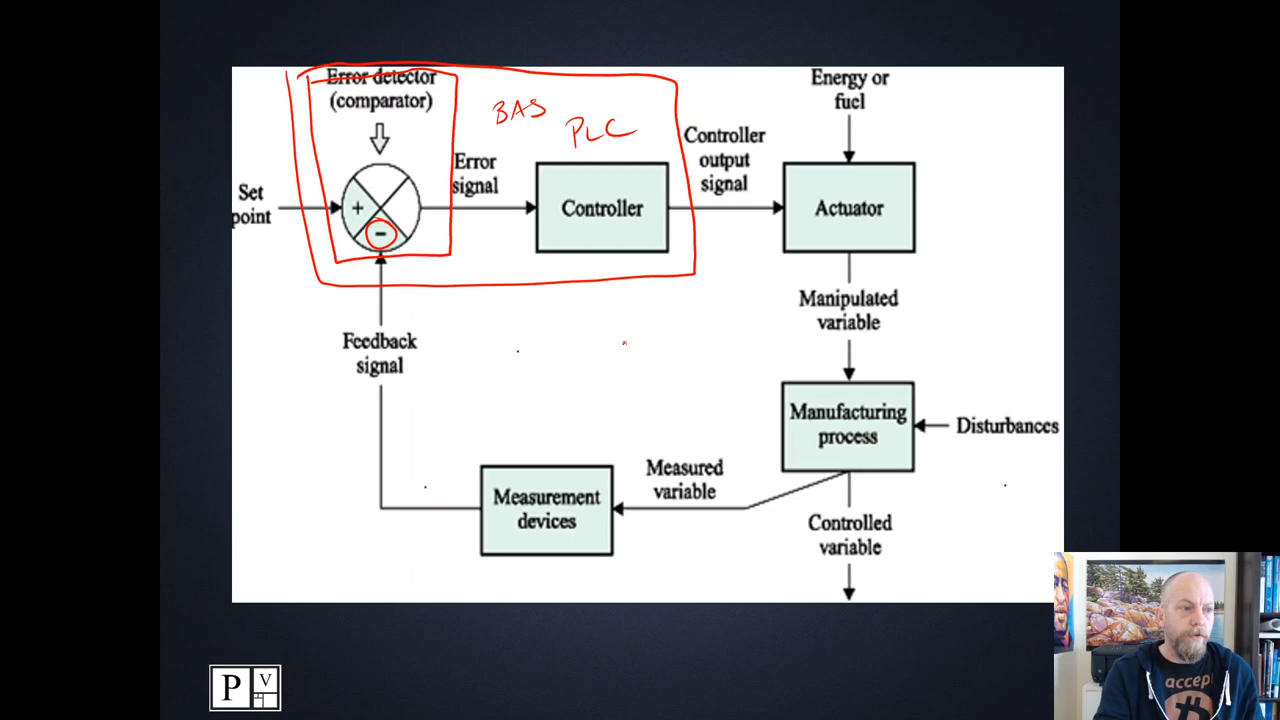 Error detector
(comparator)
BAS
PLC
Energy or
fuel
Controller
output
signal
Error
signal
Set
point
+
Controller
Actuator
-
Manipulated
variable
Feedback
signal
Manufacturing
process
Disturbances
Measured
variable
Measurement
devices
Controlled
variable
P V
accept